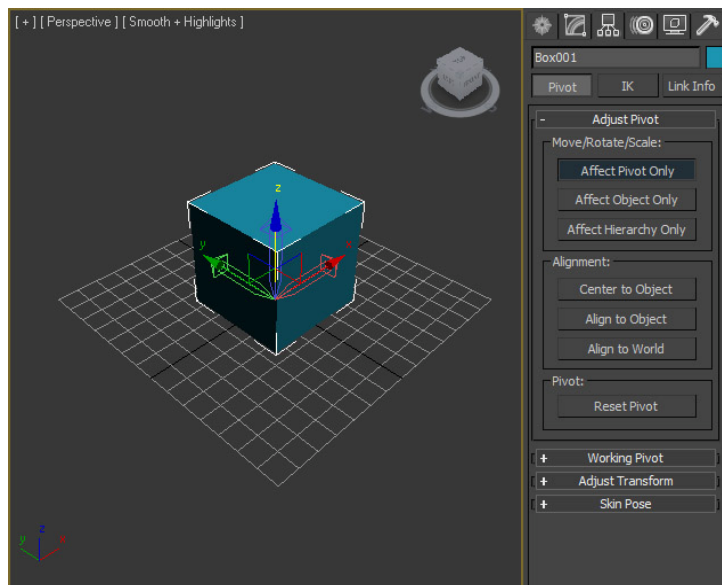 [ + ] [ Perspective ] [ Smooth + Highlights ]
TOP
z
y
x
z
y
x
Box001
Pivot
IK
Link Info
-
Adjust Pivot
Move/Rotate/Scale:
Affect Pivot Only
Affect Object Only
Affect Hierarchy Only
Alignment:
Center to Object
Align to Object
Align to World
Pivot:
Reset Pivot
+ Working Pivot
+ Adjust Transform
+ Skin Pose